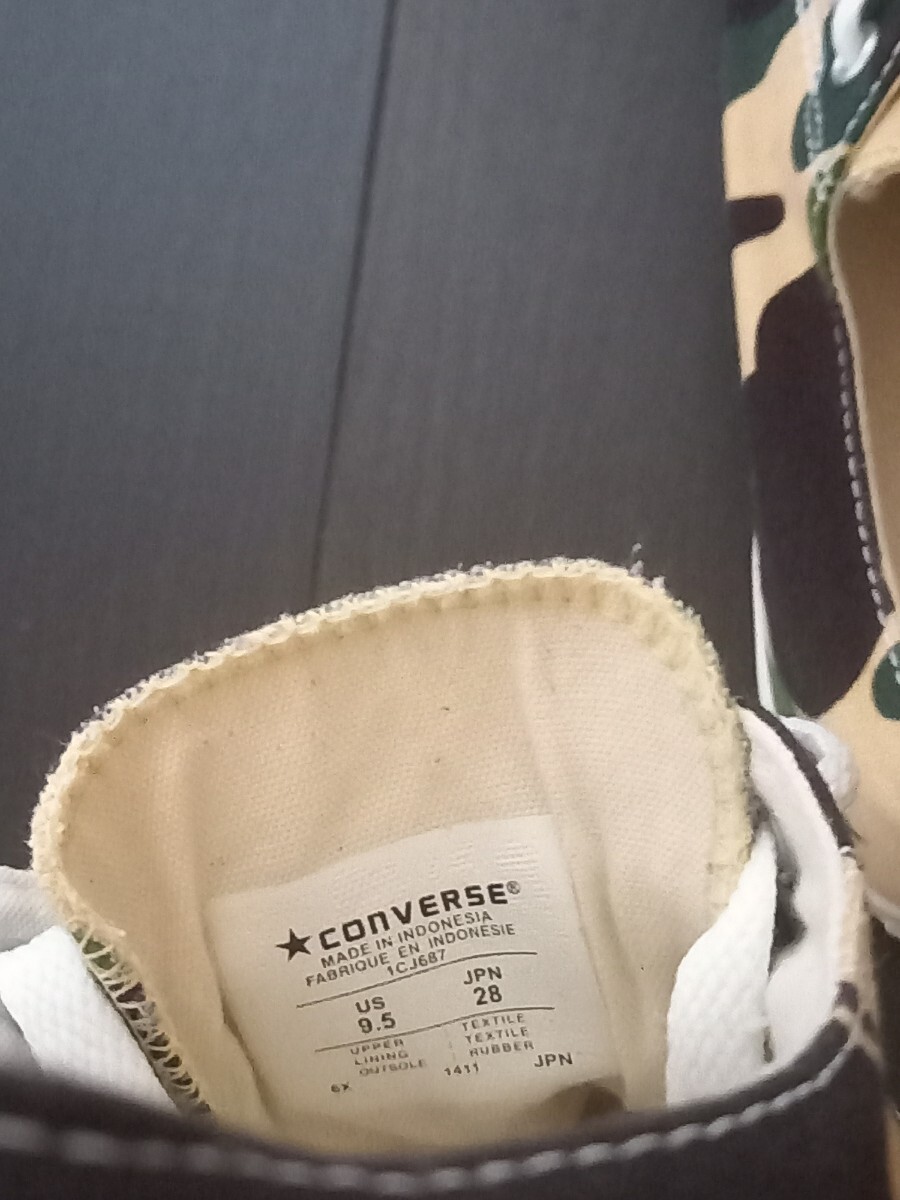 ★CONVERSE®
MADE IN INDONESIA
FABRIQUE EN INDONESIE
1CJ687
US JPN
9.5 28
UPPER TEXTILE
LINING TEXTILE
OUTSOLE RUBBER
6X 1411 JPN